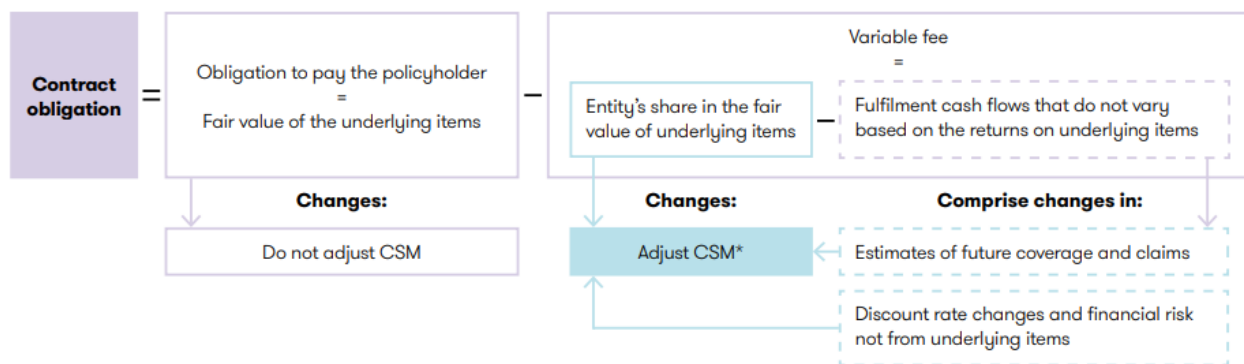 Contract
obligation
=
Obligation to pay the policyholder
=
Fair value of the underlying items
–
Variable fee
=
Entity's share in the fair
value of underlying items
–
Fulfilment cash flows that do not vary
based on the returns on underlying items
Changes:
Do not adjust CSM
Changes:
Adjust CSM*
Comprise changes in:
Estimates of future coverage and claims
Discount rate changes and financial risk
not from underlying items